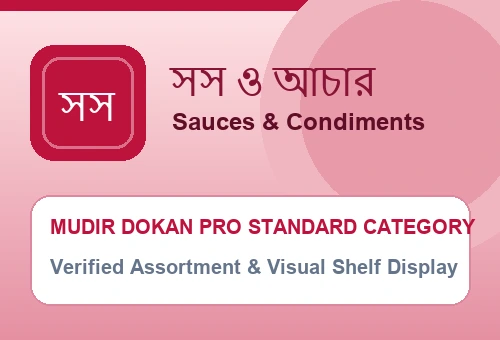 সস
সস ও আচার
Sauces & Condiments
MUDIR DOKAN PRO STANDARD CATEGORY
Verified Assortment & Visual Shelf Display